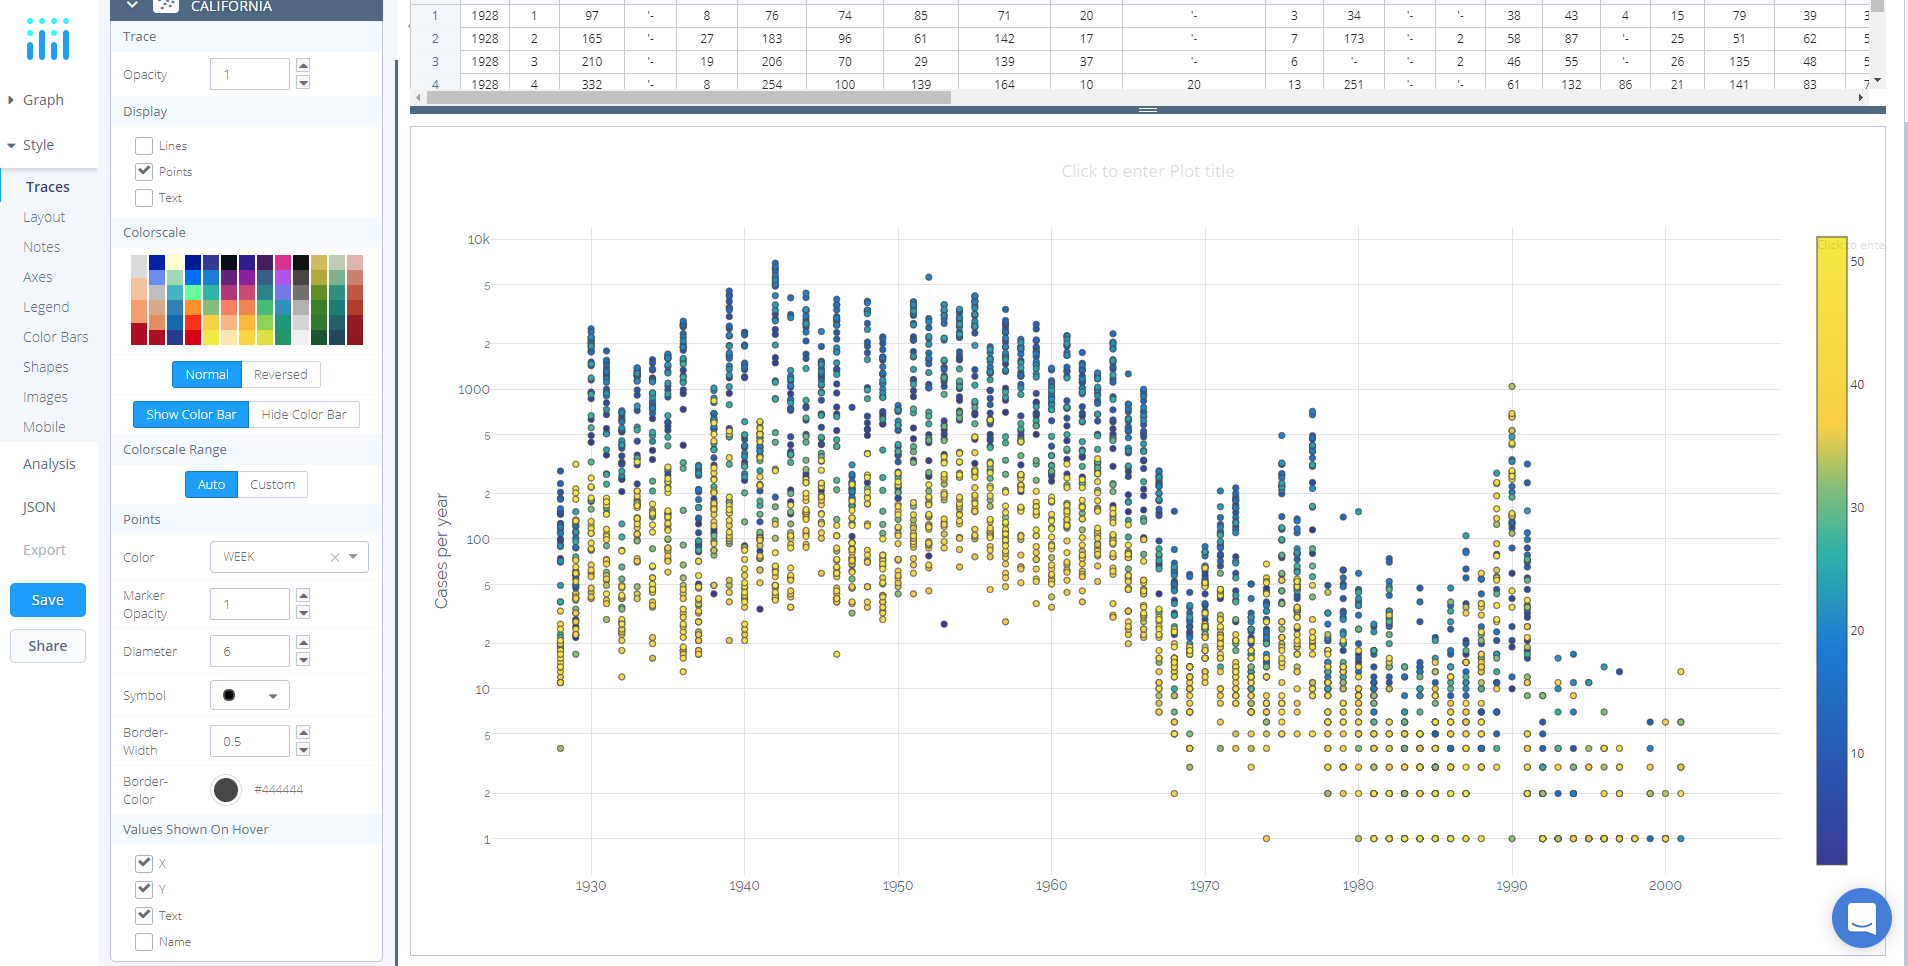 CALIFORNIA
Trace
Opacity 1
Display
Lines
Points
Text
Colorscale
Normal Reversed
Show Color Bar Hide Color Bar
Colorscale Range
Auto Custom
Points
Color WEEK
Marker Opacity 1
Diameter 6
Symbol
Border-Width 0.5
Border-Color #444444
Values Shown On Hover
X
Y
Text
Name
Graph
Style
Traces
Layout
Notes
Axes
Legend
Color Bars
Shapes
Images
Mobile
Analysis
JSON
Export
Save
Share
1 1928 1 97 '- 8 76 74 85 71 20 '- 3 34 '- '- 38 43 4 15 79 39 3
2 1928 2 165 '- 27 183 96 61 142 17 '- 7 173 '- 2 58 87 '- 25 51 62 5
3 1928 3 210 '- 19 206 70 29 139 37 '- 6 '- '- 2 46 55 '- 26 135 48 5
4 1928 4 332 '- 8 254 100 139 164 10 20 13 251 '- '- 61 132 86 21 141 83 7
Click to enter Plot title
Cases per year
10k
5
2
1000
5
2
100
5
2
10
5
2
1
1930 1940 1950 1960 1970 1980 1990 2000
Click to ente
50
40
30
20
10